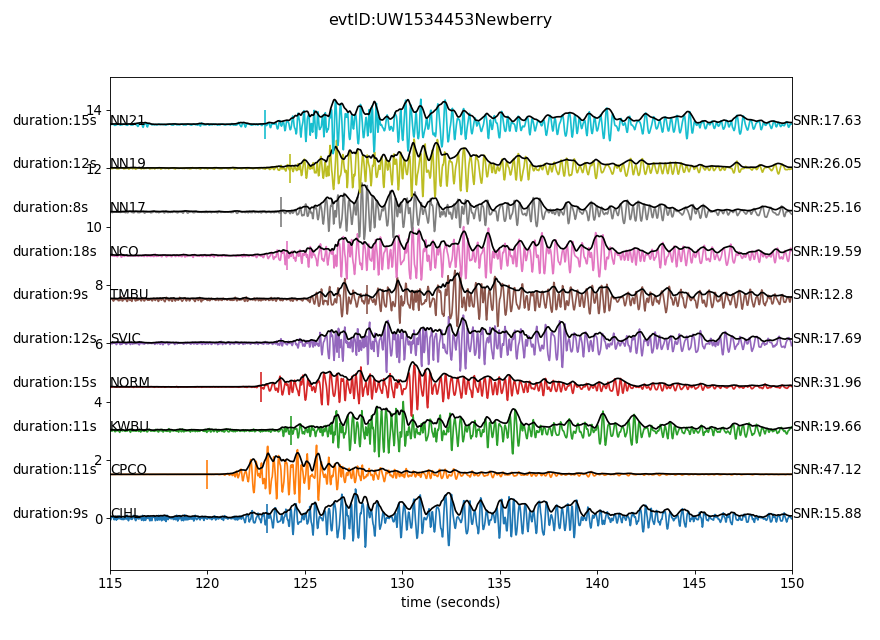 evtID:UW1534453Newberry
14
duration:15s NN21 SNR:17.63
duration:12s NN19 SNR:26.05
12
duration:8s NN17 SNR:25.16
10
duration:18s NCO SNR:19.59
8
duration:9s TMBU SNR:12.8
duration:12s SVIC SNR:17.69
6
duration:15s NORM SNR:31.96
4
duration:11s KWBU SNR:19.66
2
duration:11s CPCO SNR:47.12
duration:9s CIHL SNR:15.88
0
115 120 125 130 135 140 145 150
time (seconds)